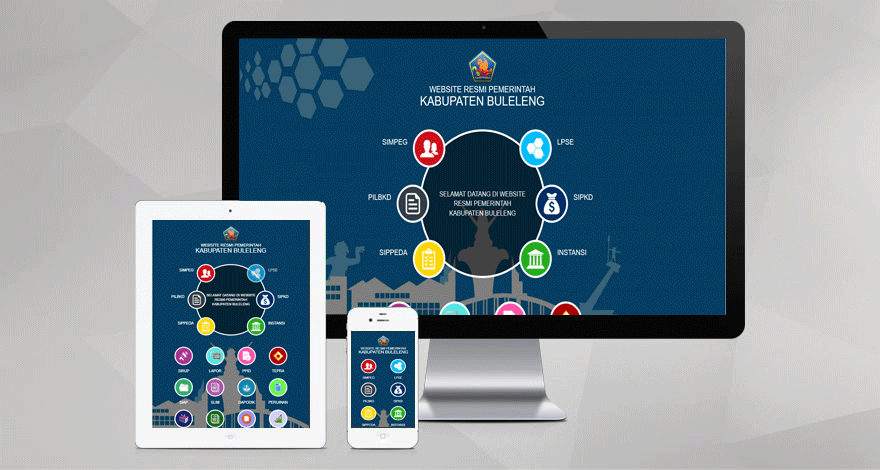 WEBSITE RESMI PEMERINTAH
KABUPATEN BULELENG
SIMPEG
LPSE
PILBKD
SELAMAT DATANG DI WEBSITE
RESMI PEMERINTAH
KABUPATEN BULELENG
SIPKD
SIPPEDA
INSTANSI
WEBSITE RESMI PEMERINTAH
KABUPATEN BULELENG
SIMPEG
LPSE
PILBKD
SELAMAT DATANG DI WEBSITE
RESMI PEMERINTAH
KABUPATEN BULELENG
SIPKD
SIPPEDA
INSTANSI
SIRUP
LAPOR
PPID
TEPRA
SIAP
SIJIM
DAPODIK
PERIJINAN
WEBSITE RESMI PEMERINTAH
KABUPATEN BULELENG
SIMPEG
LPSE
PILBKD
SIPKD
SIPPEDA
INSTANSI